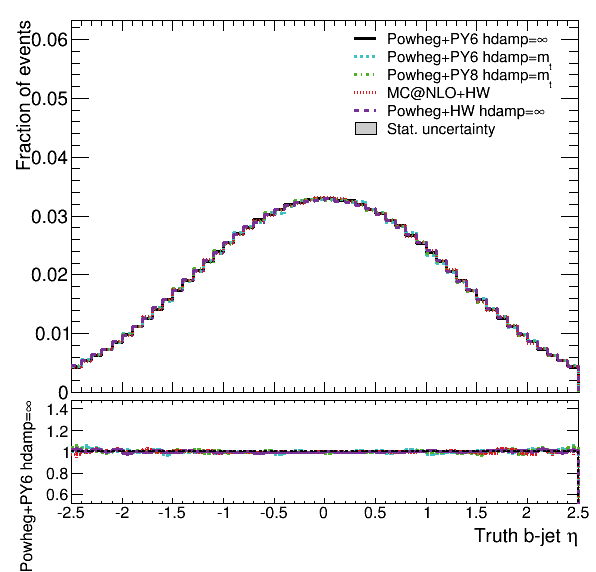 Fraction of events
0.06
0.05
0.04
0.03
0.02
0.01
0
Powheg+PY6 hdamp=∞
Powheg+PY6 hdamp=m_t
Powheg+PY8 hdamp=m_t
MC@NLO+HW
Powheg+HW hdamp=∞
Stat. uncertainty
Powheg+PY6 hdamp=∞
1.4
1.2
1
0.8
0.6
-2.5 -2 -1.5 -1 -0.5 0 0.5 1 1.5 2 2.5
Truth b-jet η